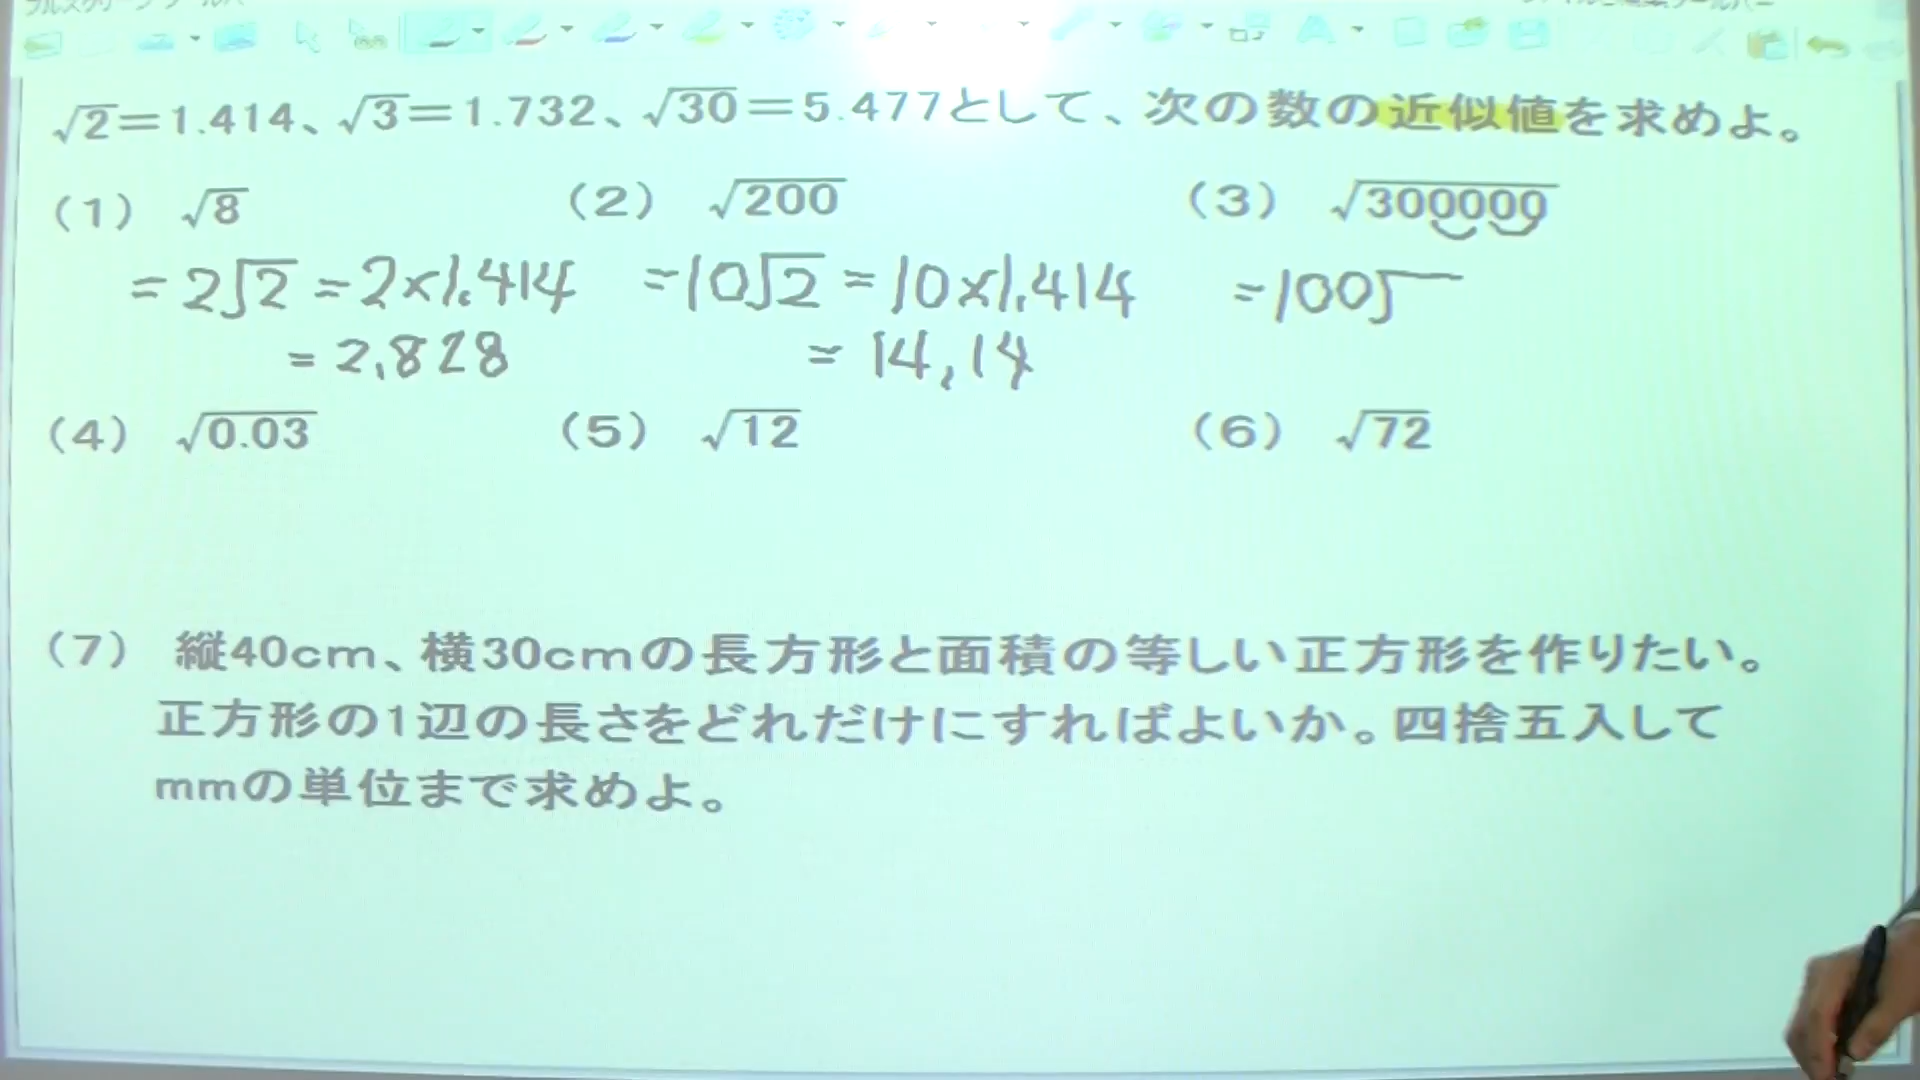 √2＝1.414、√3＝1.732、√30＝5.477として、次の数の近似値を求めよ。
（1） √8 （2） √200 （3） √300000
=2√2=2×1.414 =10√2=10×1.414 =100√
=2.828 =14.14
（4） √0.03 （5） √12 （6） √72
（7） 縦40cm、横30cmの長方形と面積の等しい正方形を作りたい。
正方形の1辺の長さをどれだけにすればよいか。四捨五入して
mmの単位まで求めよ。